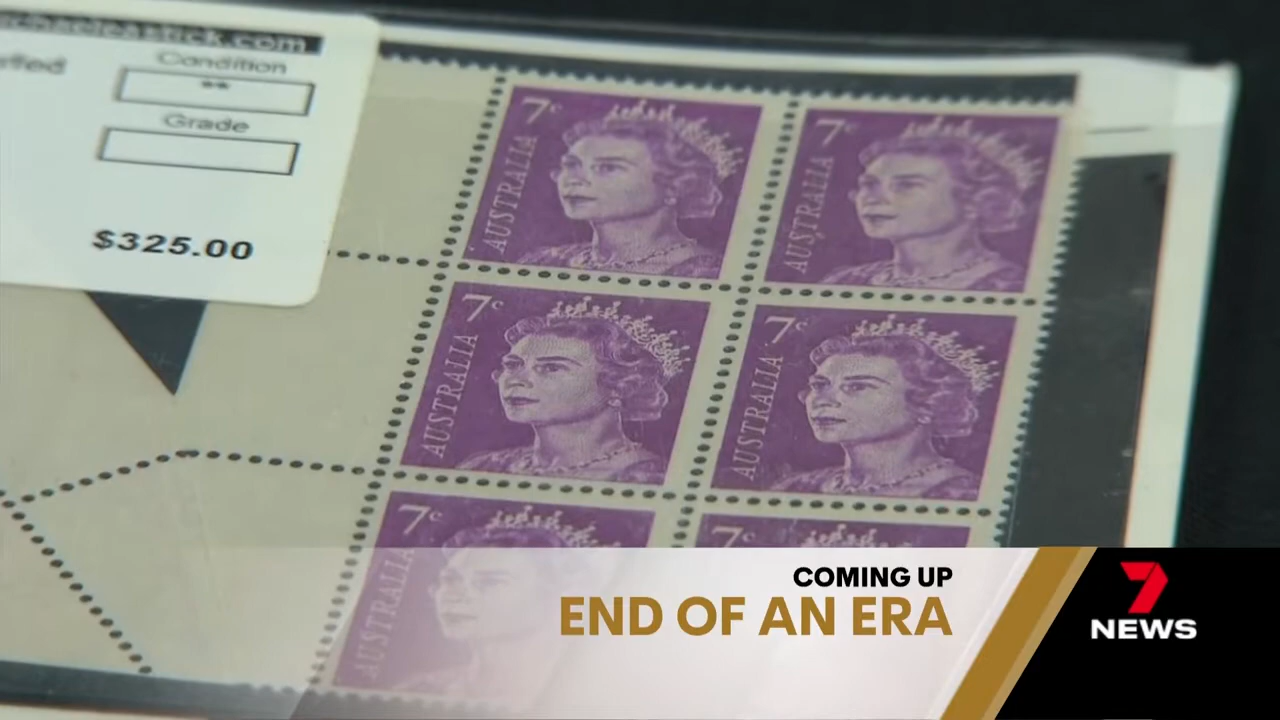 Condition
**
Grade
$325.00
7c
AUSTRALIA
7c
AUSTRALIA
7c
AUSTRALIA
7c
AUSTRALIA
7c
AUSTRALIA
7c
COMING UP
END OF AN ERA
7
NEWS